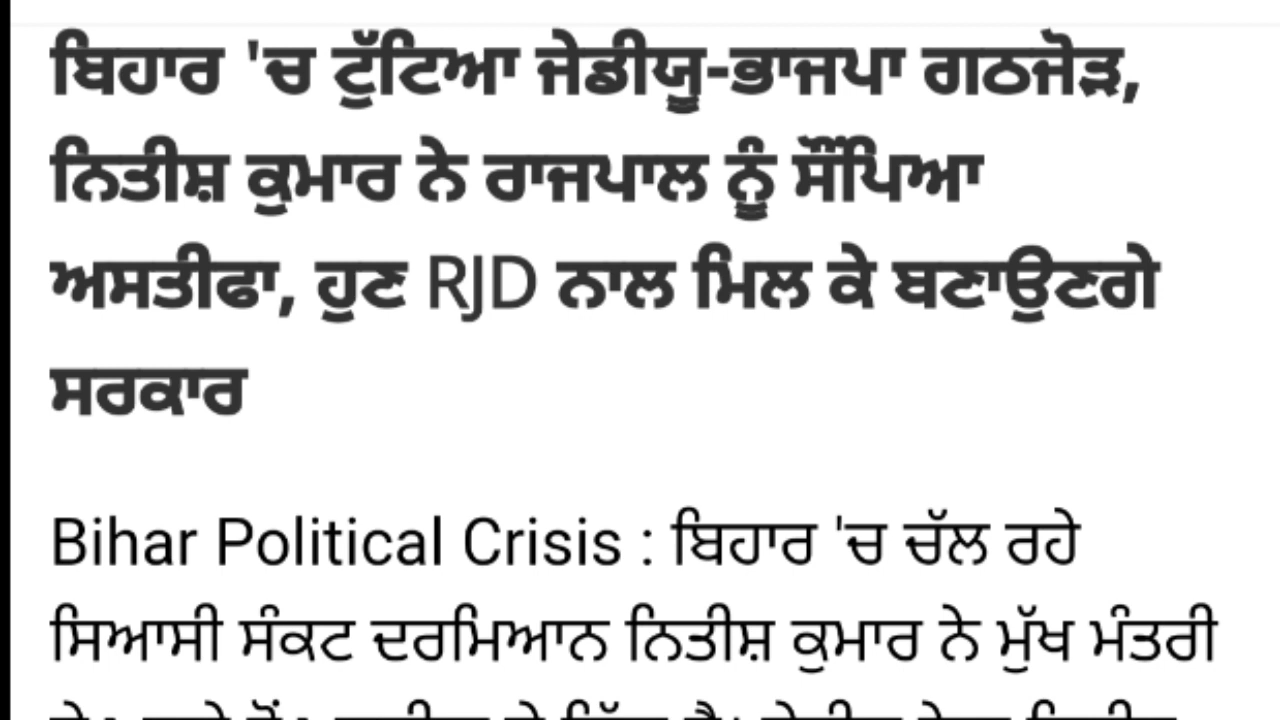 ਬਿਹਾਰ 'ਚ ਟੁੱਟਿਆ ਜੇਡੀਯੂ-ਭਾਜਪਾ ਗਠਜੋੜ,
ਨਿਤੀਸ਼ ਕੁਮਾਰ ਨੇ ਰਾਜਪਾਲ ਨੂੰ ਸੌਂਪਿਆ
ਅਸਤੀਫਾ, ਹੁਣ RJD ਨਾਲ ਮਿਲ ਕੇ ਬਣਾਉਣਗੇ
ਸਰਕਾਰ
Bihar Political Crisis : ਬਿਹਾਰ 'ਚ ਚੱਲ ਰਹੇ
ਸਿਆਸੀ ਸੰਕਟ ਦਰਮਿਆਨ ਨਿਤੀਸ਼ ਕੁਮਾਰ ਨੇ ਮੁੱਖ ਮੰਤਰੀ